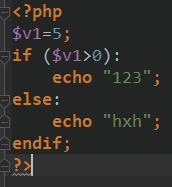 <?php
$v1=5;
if ($v1>0):
    echo "123";
else:
    echo "hxh";
endif;
?>